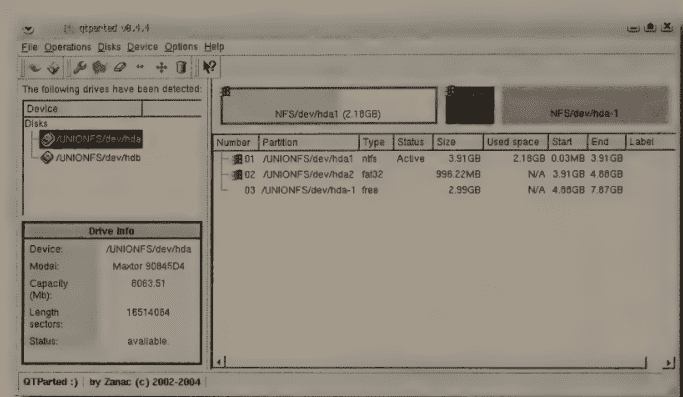 qtparted v0.4.4
File Operations Disks Device Options Help
The following drives have been detected:
Device
Disks
/UNIONFS/dev/hda
/UNIONFS/dev/hdb
NFS/dev/hda1 (2.18GB)
NFS/dev/hda-1
Number Partition Type Status Size Used space Start End Label
01 /UNIONFS/dev/hda1 ntfs Active 3.91GB 2.18GB 0.03MB 3.91GB
02 /UNIONFS/dev/hda2 fat32 996.22MB N/A 3.91GB 4.88GB
03 /UNIONFS/dev/hda-1 free 2.99GB N/A 4.88GB 7.87GB
Drive Info
Device: /UNIONFS/dev/hda
Model: Maxtor 90845D4
Capacity (Mb): 8063.51
Length sectors: 16514064
Status: available.
QTParted :) by Zanac (c) 2002-2004